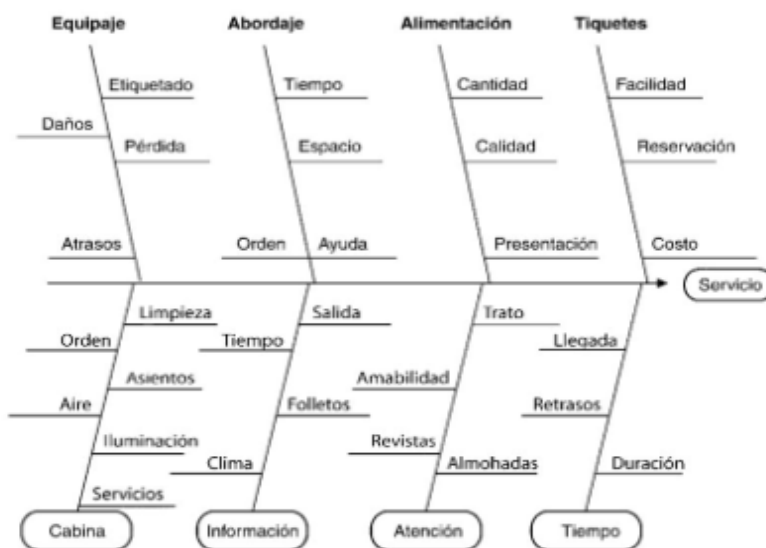 Equipaje
Abordaje
Alimentación
Tiquetes
Etiquetado
Tiempo
Cantidad
Facilidad
Daños
Pérdida
Espacio
Calidad
Reservación
Atrasos
Orden
Ayuda
Presentación
Costo
Servicio
Limpieza
Salida
Trato
Orden
Tiempo
Llegada
Asientos
Amabilidad
Aire
Folletos
Retrasos
Iluminación
Revistas
Clima
Almohadas
Duración
Servicios
Cabina
Información
Atención
Tiempo